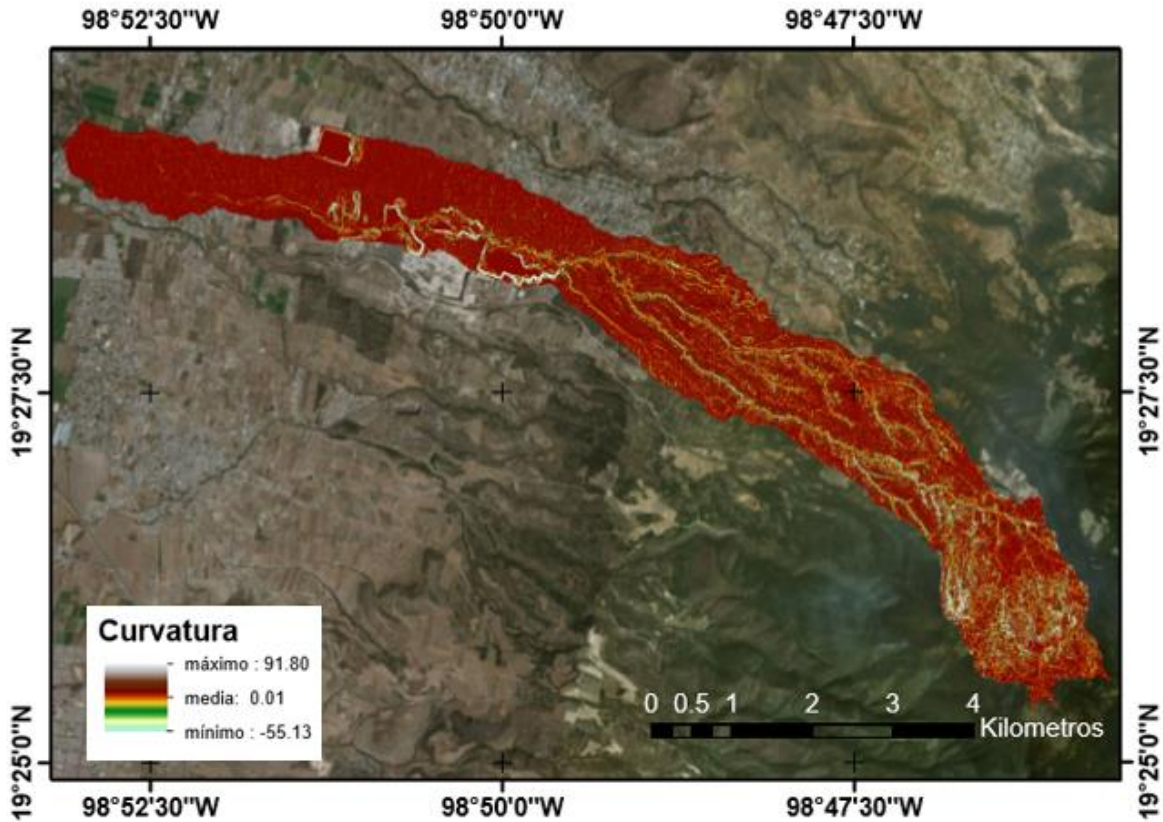 98°52'30"W 98°50'0"W 98°47'30"W
19°27'30"N 19°27'30"N
Curvatura
máximo : 91.80
media: 0.01
mínimo : -55.13
0 0.5 1 2 3 4
Kilometros
19°25'0"N 19°25'0"N
98°52'30"W 98°50'0"W 98°47'30"W